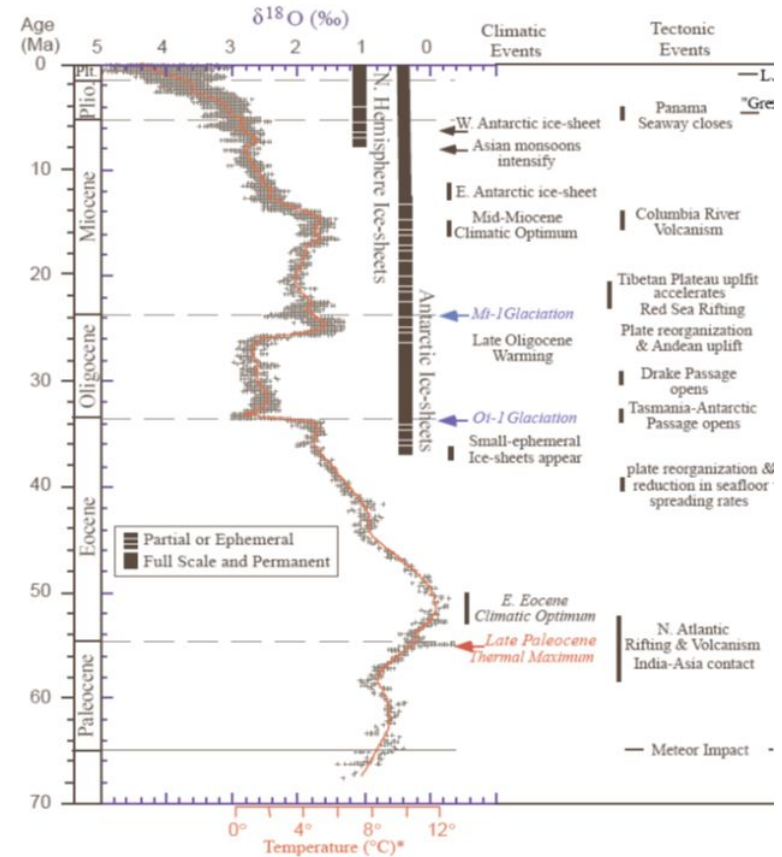 δ18O (‰)
Age
(Ma)
5 4 3 2 1 0
Climatic
Events
Tectonic
Events
0
10
20
30
40
50
60
70
Plt.
Plio.
Miocene
Oligocene
Eocene
Paleocene
N. Hemisphere Ice-sheets
Antarctic Ice-sheets
W. Antarctic ice-sheet
Asian monsoons
intensify
E. Antarctic ice-sheet
Mid-Miocene
Climatic Optimum
Mi-1Glaciation
Late Oligocene
Warming
Oi-1 Glaciation
Small-ephemeral
Ice-sheets appear
E. Eocene
Climatic Optimum
Late Paleocene
Thermal Maximum
Panama
Seaway closes
Columbia River
Volcanism
Tibetan Plateau uplfit
accelerates
Red Sea Rifting
Plate reorganization
& Andean uplift
Drake Passage
opens
Tasmania-Antarctic
Passage opens
plate reorganization &
reduction in seafloor
spreading rates
N. Atlantic
Rifting & Volcanism
India-Asia contact
Meteor Impact
Partial or Ephemeral
Full Scale and Permanent
0° 4° 8° 12°
Temperature (°C)*